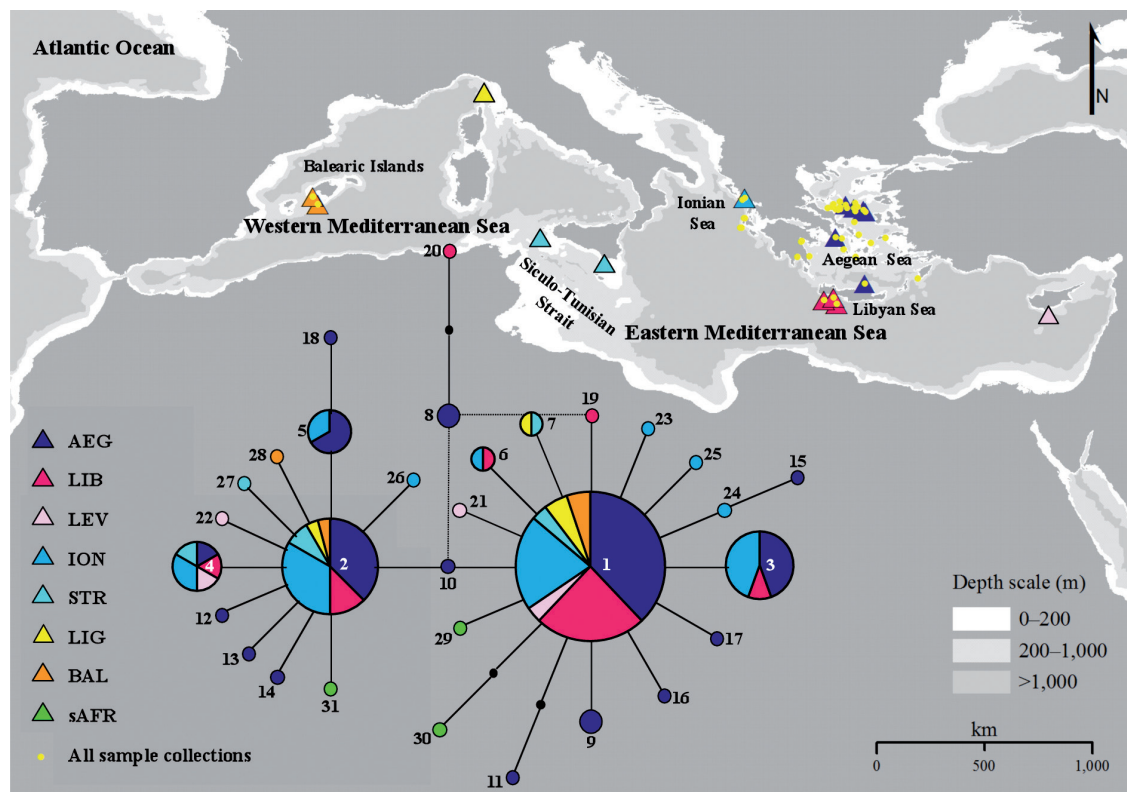 Atlantic Ocean
N
Balearic Islands
Ionian
Sea
Western Mediterranean Sea
20
Aegean Sea
Siculo-Tunisian
Strait
Libyan Sea
Eastern Mediterranean Sea
18
19
8
7
23
5
6
25
15
28
26
27
21
24
22
2
1
3
4
10
12
29
17
13
14
31
16
30
9
11
AEG
LIB
LEV
ION
STR
LIG
BAL
sAFR
All sample collections
Depth scale (m)
0–200
200–1,000
>1,000
km
0 500 1,000